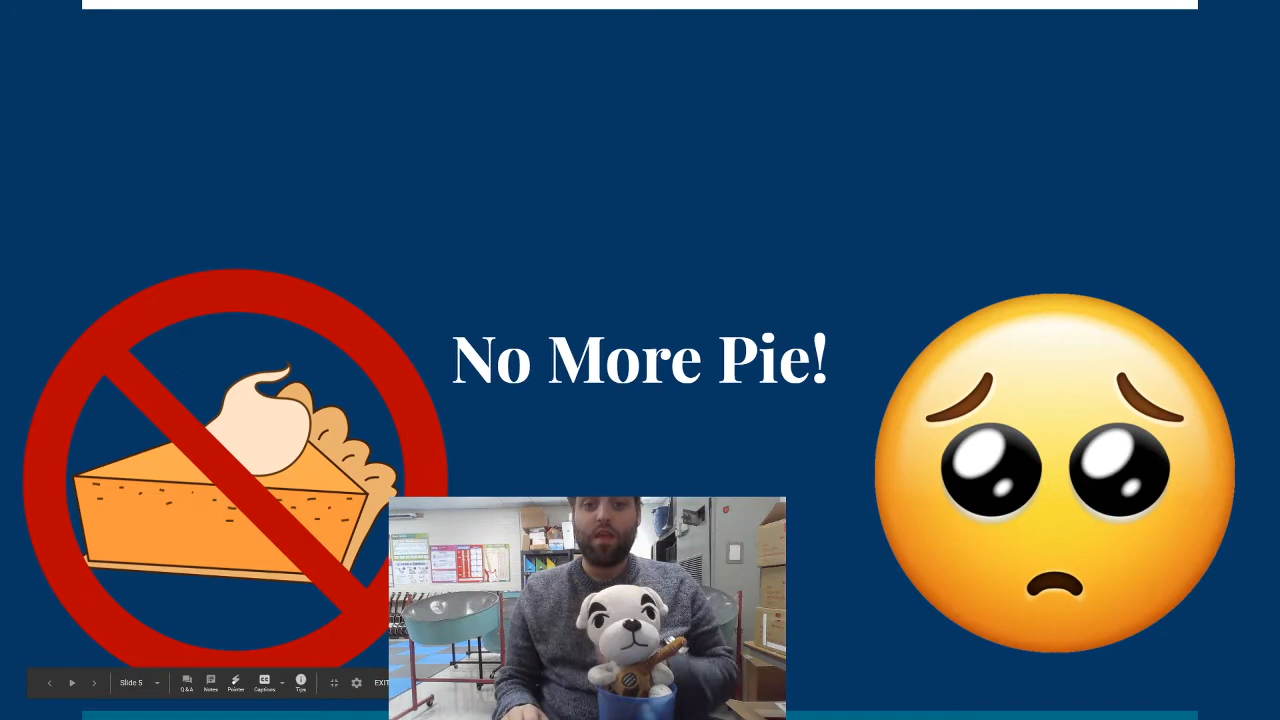 No More Pie!
Slide 5
Q&A
Notes
Pointer
Captions
Tips
EXIT